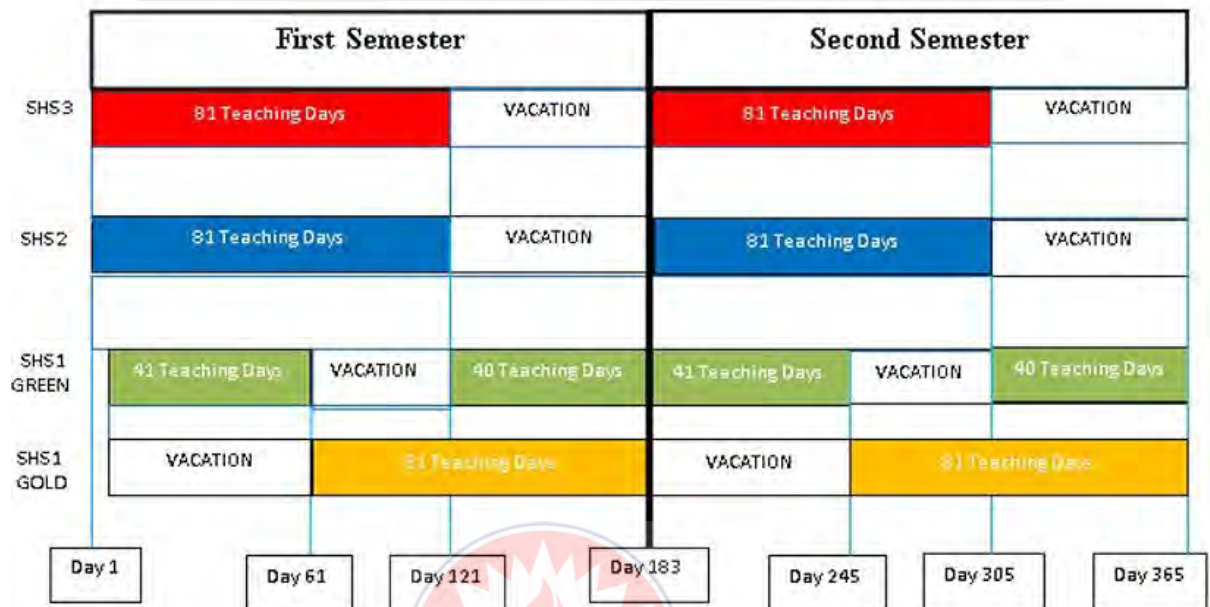 First Semester Second Semester
SHS3 81 Teaching Days VACATION 81 Teaching Days VACATION
SHS2 81 Teaching Days VACATION 81 Teaching Days VACATION
SHS1
GREEN
41 Teaching Days VACATION 40 Teaching Days 41 Teaching Days VACATION 40 Teaching Days
SHS1
GOLD
VACATION 81 Teaching Days VACATION 81 Teaching Days
Day 1 Day 61 Day 121 Day 183 Day 245 Day 305 Day 365